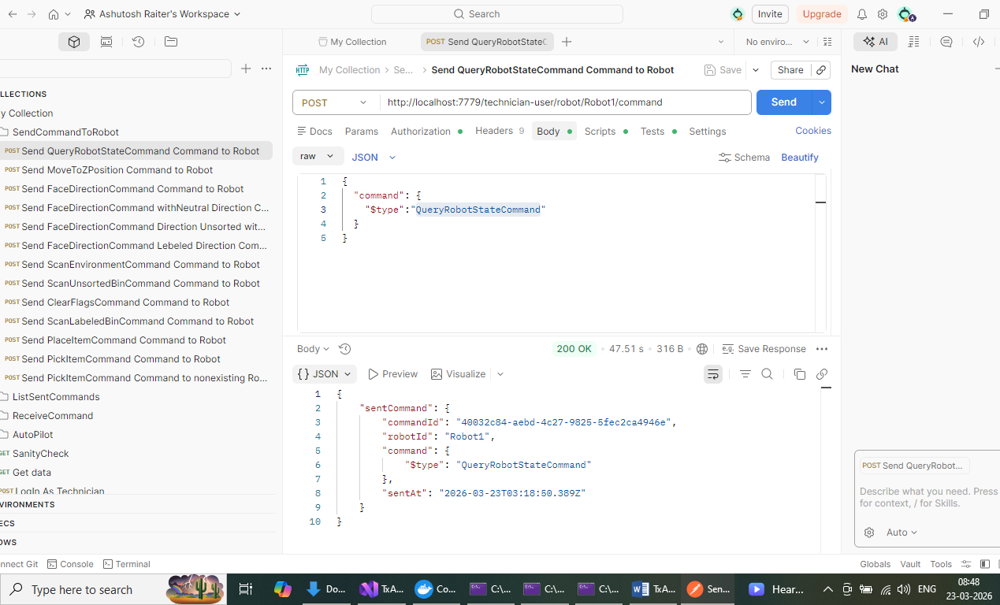 Ashutosh Raiter's Workspace
Search
Invite
Upgrade
My Collection
POST Send QueryRobotStateC
No enviro...
AI
LLECTIONS
y Collection
SendCommandToRobot
POST Send QueryRobotStateCommand Command to Robot
POST Send MoveToZPosition Command to Robot
POST Send FaceDirectionCommand Command to Robot
POST Send FaceDirectionCommand withNeutral Direction C...
POST Send FaceDirectionCommand Direction Unsorted wit...
POST Send FaceDirectionCommand Lebeled Direction Com...
POST Send ScanEnvironmentCommand Command to Robot
POST Send ScanUnsortedBinCommand Command to Robot
POST Send ClearFlagsCommand Command to Robot
POST Send ScanLabeledBinCommand Command to Robot
POST Send PlaceItemCommand Command to Robot
POST Send PickItemCommand Command to Robot
POST Send PickItemCommand Command to nonexisting Ro...
ListSentCommands
ReceiveCommand
AutoPilot
GET SanityCheck
GET Get data
POST LogIn As Technician
VIRONMENTS
ECS
OWS
HTTP My Collection > Se... > Send QueryRobotStateCommand Command to Robot
Save
Share
POST
http://localhost:7779/technician-user/robot/Robot1/command
Send
Docs Params Authorization Headers 9 Body Scripts Tests Settings
Cookies
raw JSON
Schema Beautify
1 {
2 "command": {
3 "$type":"QueryRobotStateCommand"
4 }
5 }
Body
200 OK • 47.51 s • 316 B
e.g. Save Response
{} JSON Preview Visualize
1 {
2 "sentCommand": {
3 "commandId": "40032c84-aebd-4c27-9825-5fec2ca4946e",
4 "robotId": "Robot1",
5 "command": {
6 "$type": "QueryRobotStateCommand"
7 },
8 "sentAt": "2026-03-23T03:18:50.389Z"
9 }
10 }
New Chat
POST Send QueryRobot...
Describe what you need. Press
for context, / for Skills.
Auto
nnect Git Console Terminal
Globals Vault Tools
Type here to search
Do...
TxA...
Co...
C:\...
C:\...
C:\...
TxA...
Sen...
Hear...
ENG
08:48
23-03-2026